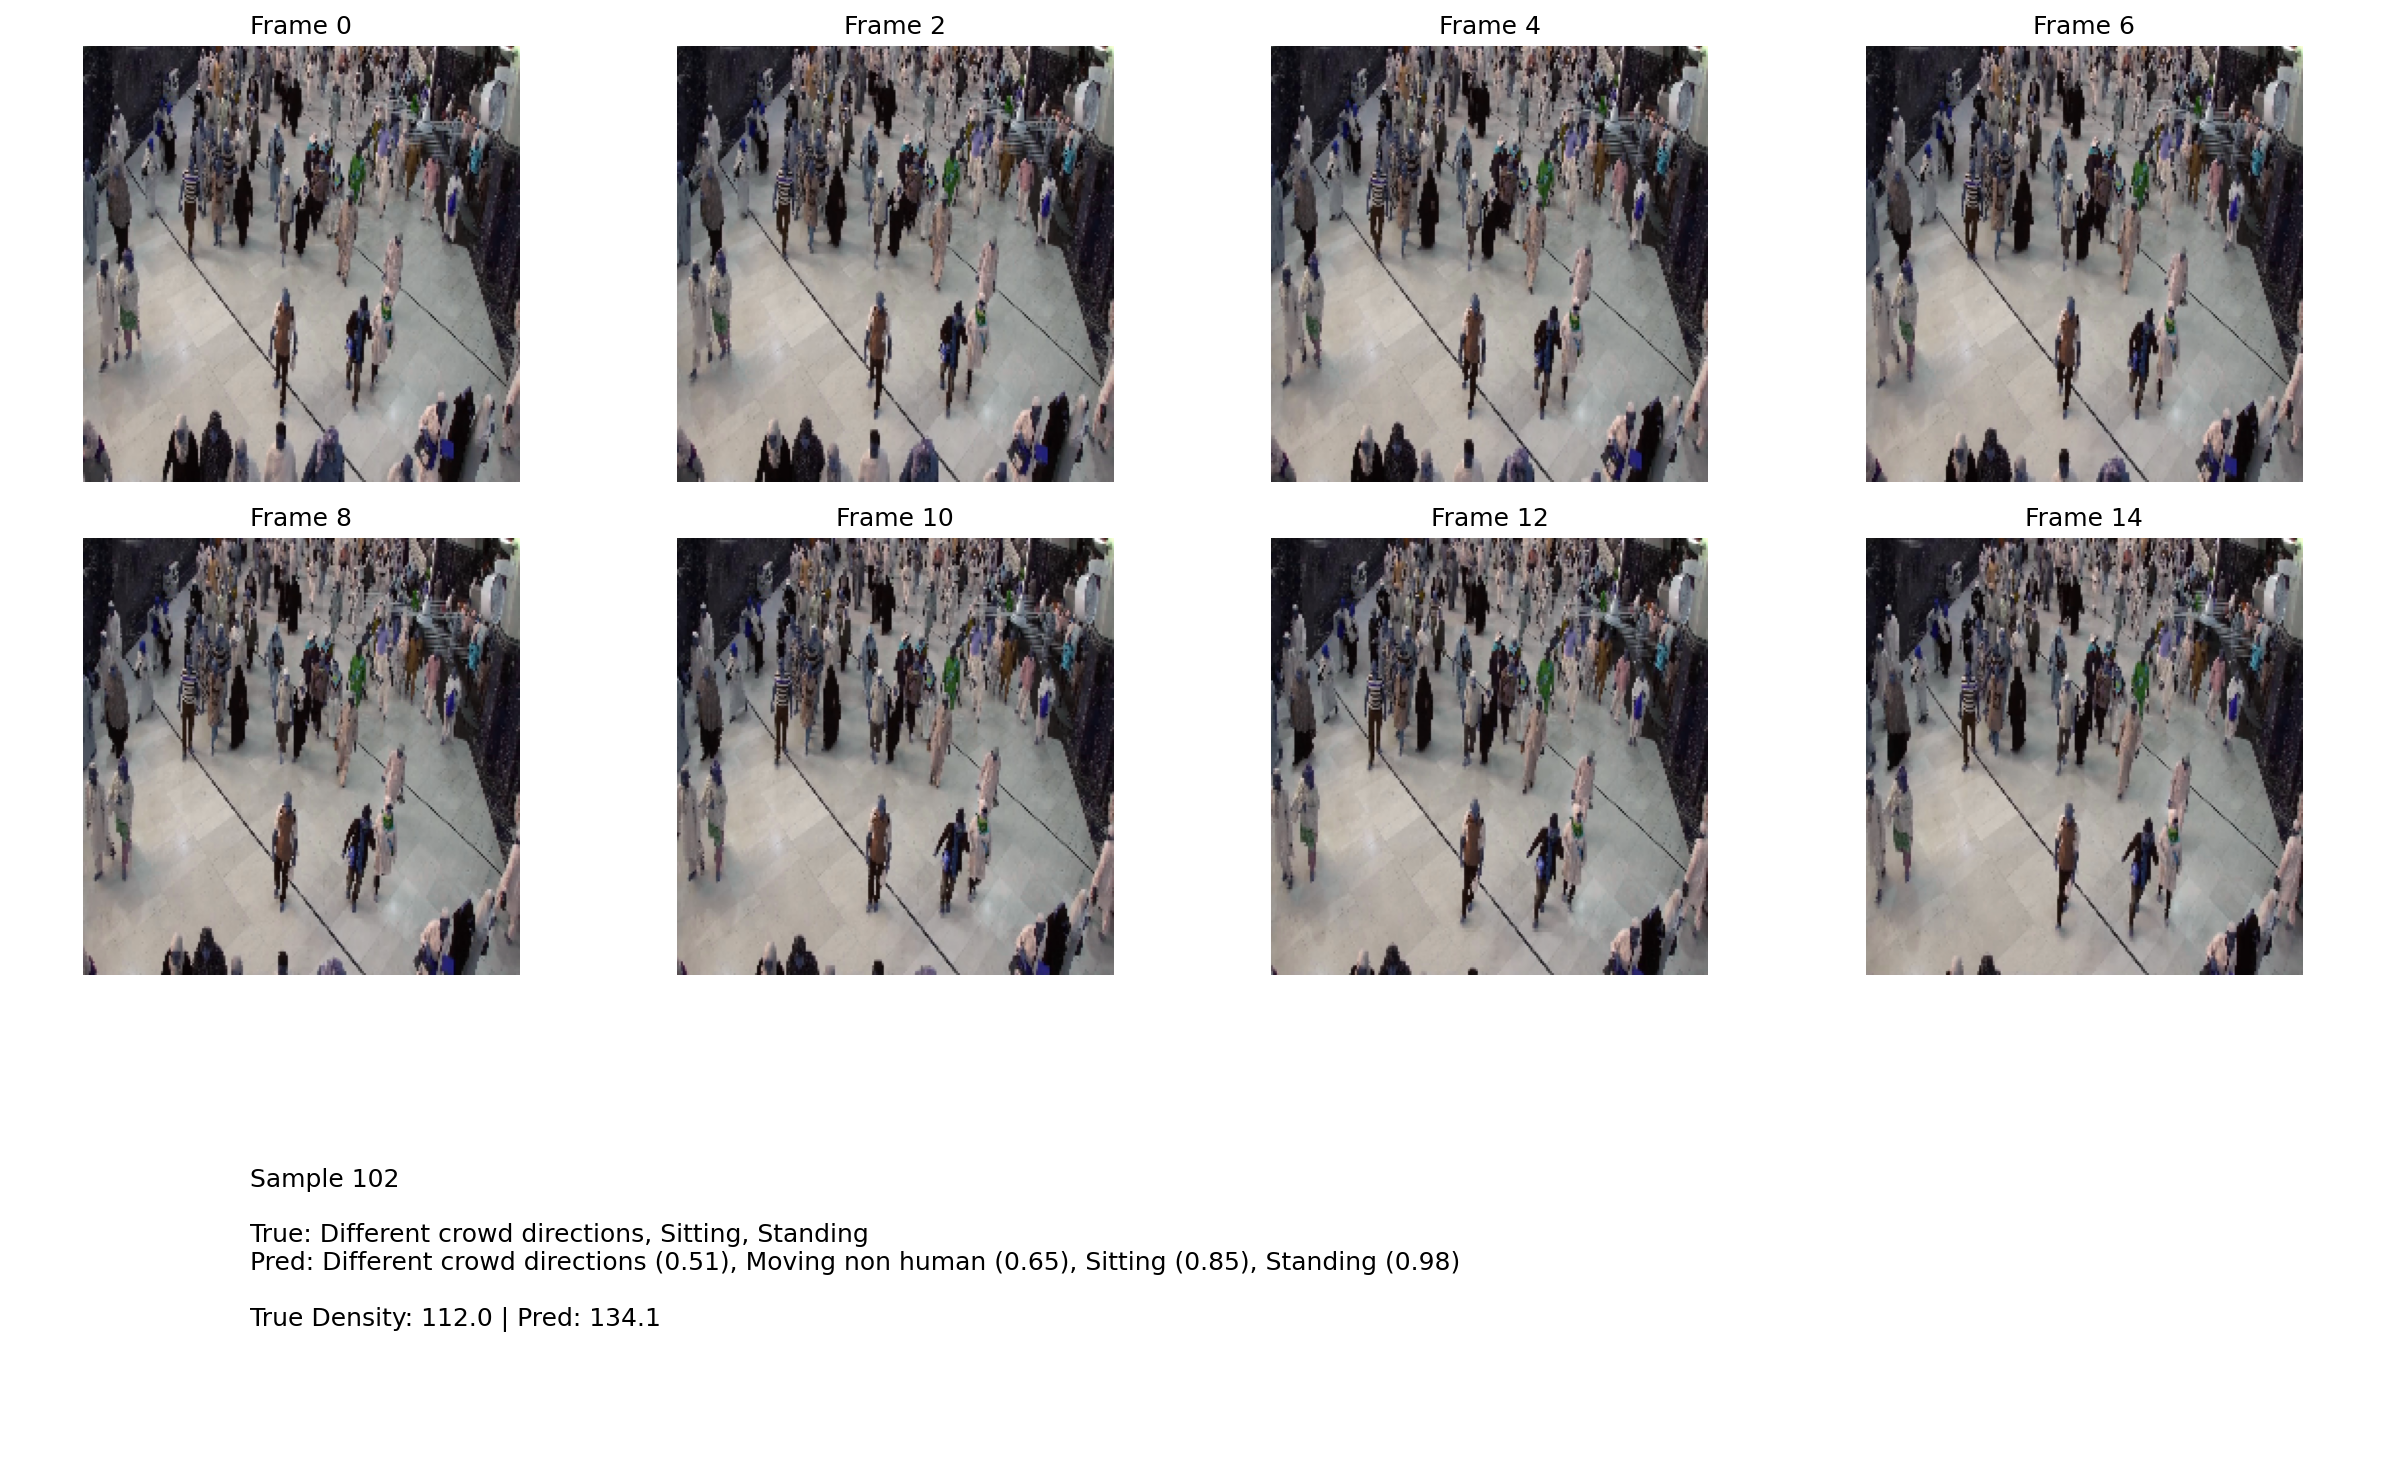 Frame 0
Frame 2
Frame 4
Frame 6
Frame 8
Frame 10
Frame 12
Frame 14
Sample 102
True: Different crowd directions, Sitting, Standing
Pred: Different crowd directions (0.51), Moving non human (0.65), Sitting (0.85), Standing (0.98)
True Density: 112.0 | Pred: 134.1